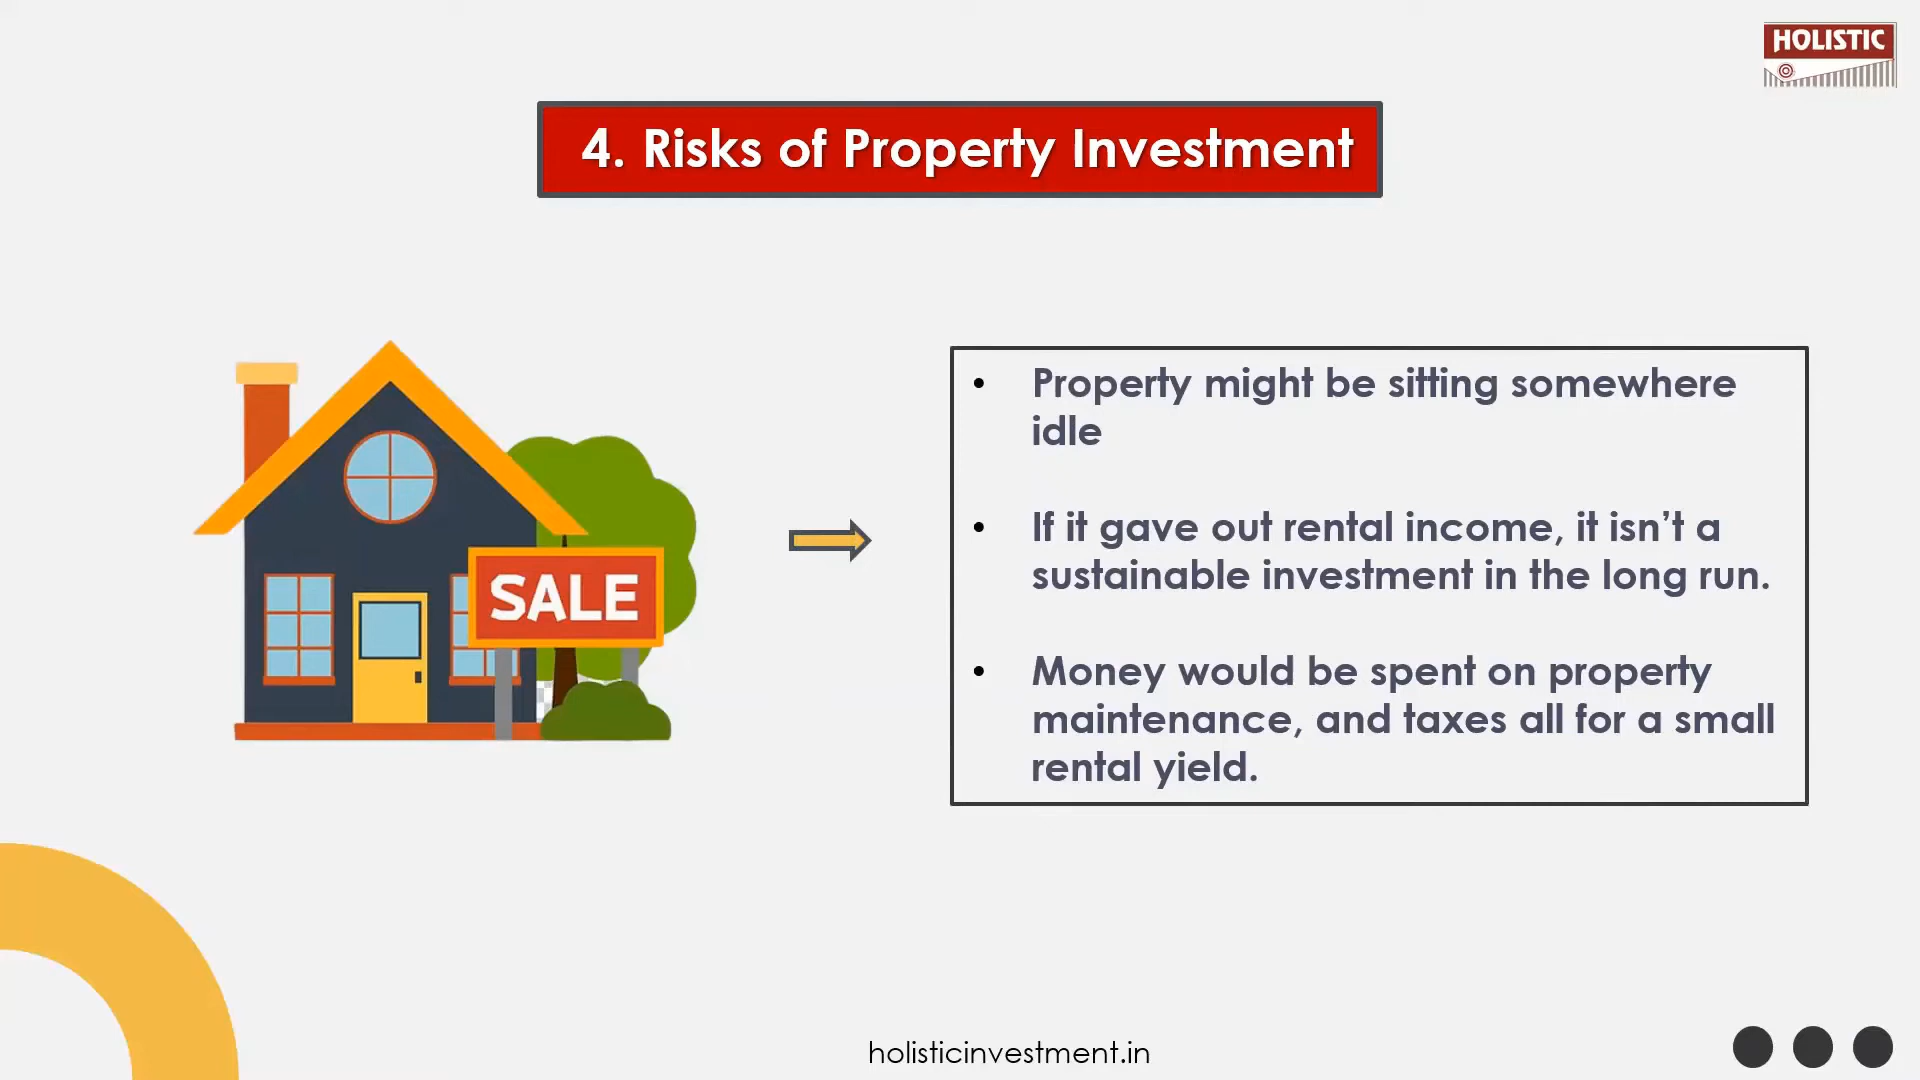 HOLISTIC
4. Risks of Property Investment
SALE
• Property might be sitting somewhere
idle
• If it gave out rental income, it isn’t a
sustainable investment in the long run.
• Money would be spent on property
maintenance, and taxes all for a small
rental yield.
holisticinvestment.in